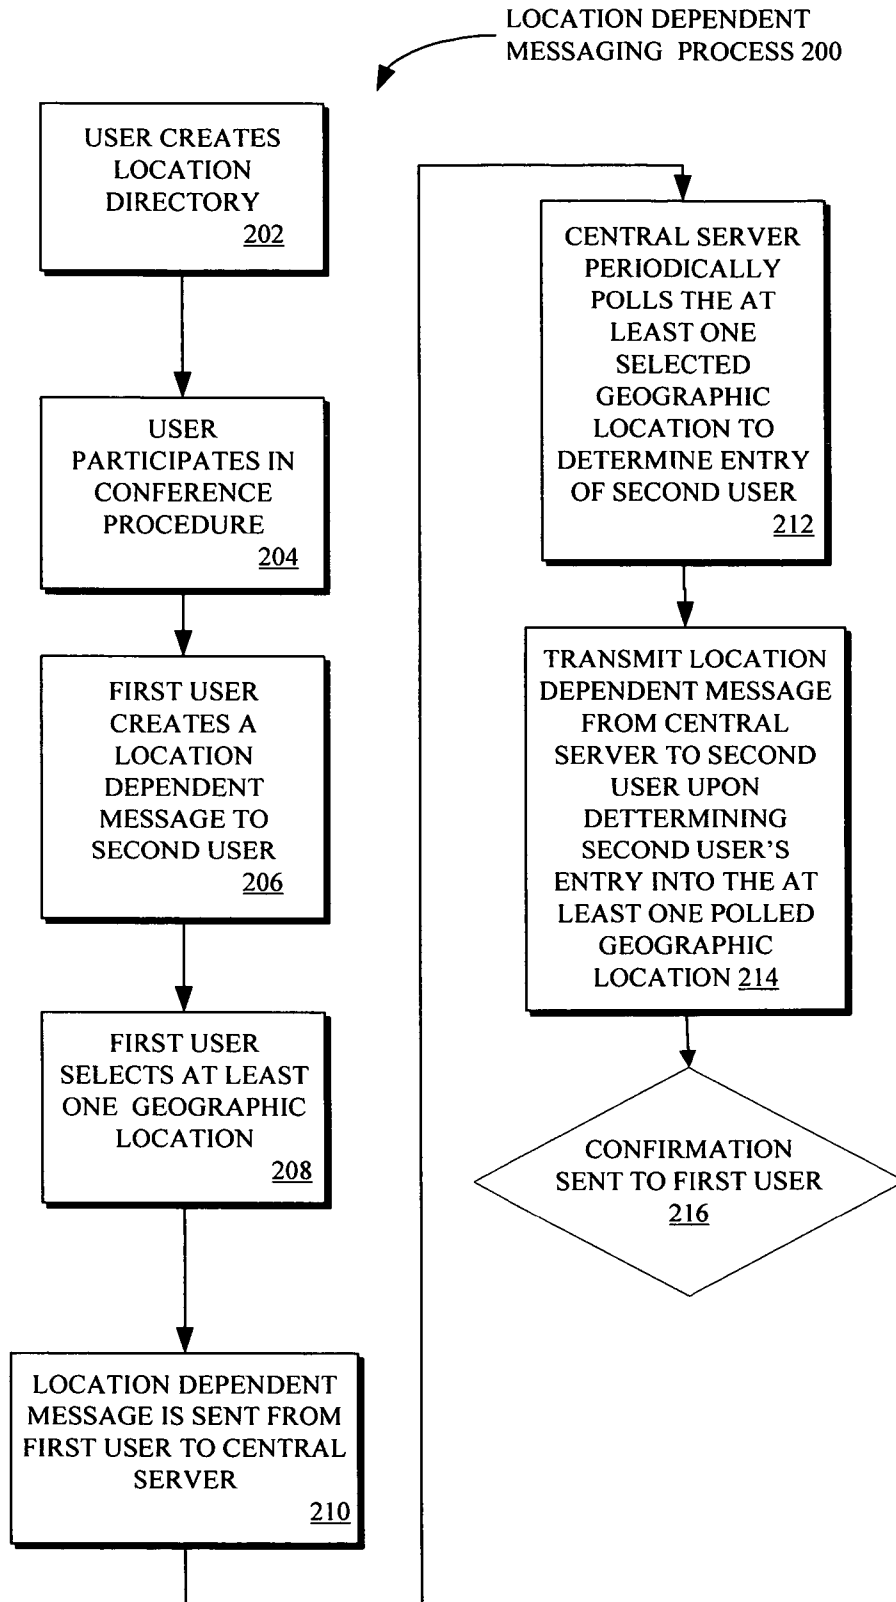 LOCATION DEPENDENT
MESSAGING PROCESS 200
USER CREATES
LOCATION
DIRECTORY
202
USER
PARTICIPATES IN
CONFERENCE
PROCEDURE
204
FIRST USER
CREATES A
LOCATION
DEPENDENT
MESSAGE TO
SECOND USER
206
FIRST USER
SELECTS AT LEAST
ONE GEOGRAPHIC
LOCATION
208
LOCATION DEPENDENT
MESSAGE IS SENT FROM
FIRST USER TO CENTRAL
SERVER
210
CENTRAL SERVER
PERIODICALLY
POLLS THE AT
LEAST ONE
SELECTED
GEOGRAPHIC
LOCATION TO
DETERMINE ENTRY
OF SECOND USER
212
TRANSMIT LOCATION
DEPENDENT MESSAGE
FROM CENTRAL
SERVER TO SECOND
USER UPON
DETTERMINING
SECOND USER'S
ENTRY INTO THE AT
LEAST ONE POLLED
GEOGRAPHIC
LOCATION 214
CONFIRMATION
SENT TO FIRST USER
216